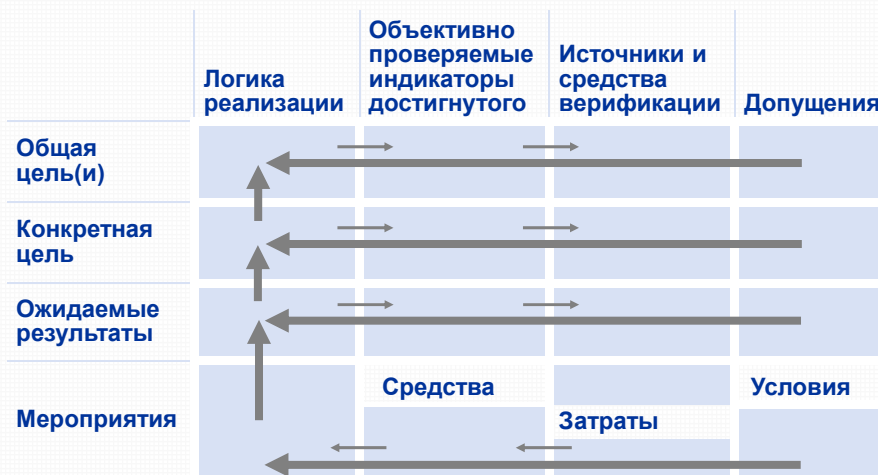 Логика
реализации
Объективно
проверяемые
индикаторы
достигнутого
Источники и
средства
верификации
Допущения
Общая
цель(и)
Конкретная
цель
Ожидаемые
результаты
Мероприятия
Средства
Затраты
Условия